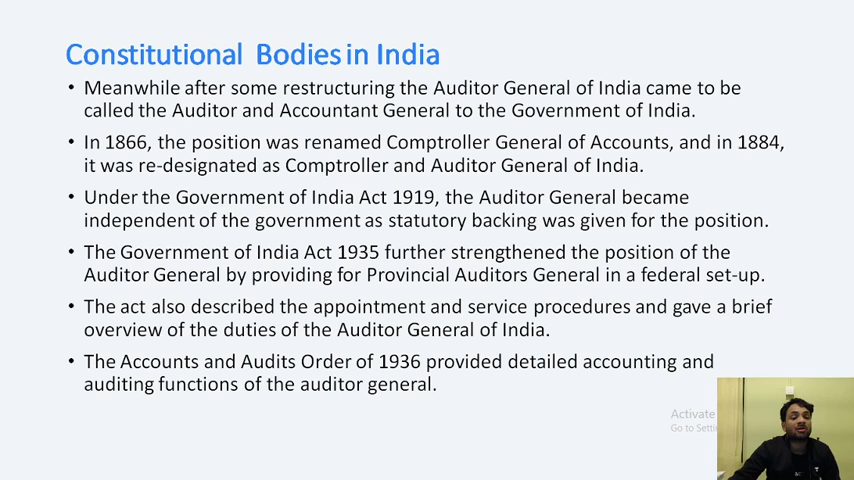 Constitutional Bodies in India
• Meanwhile after some restructuring the Auditor General of India came to be
called the Auditor and Accountant General to the Government of India.
• In 1866, the position was renamed Comptroller General of Accounts, and in 1884,
it was re-designated as Comptroller and Auditor General of India.
• Under the Government of India Act 1919, the Auditor General became
independent of the government as statutory backing was given for the position.
• The Government of India Act 1935 further strengthened the position of the
Auditor General by providing for Provincial Auditors General in a federal set-up.
• The act also described the appointment and service procedures and gave a brief
overview of the duties of the Auditor General of India.
• The Accounts and Audits Order of 1936 provided detailed accounting and
auditing functions of the auditor general.
Activate
Go to